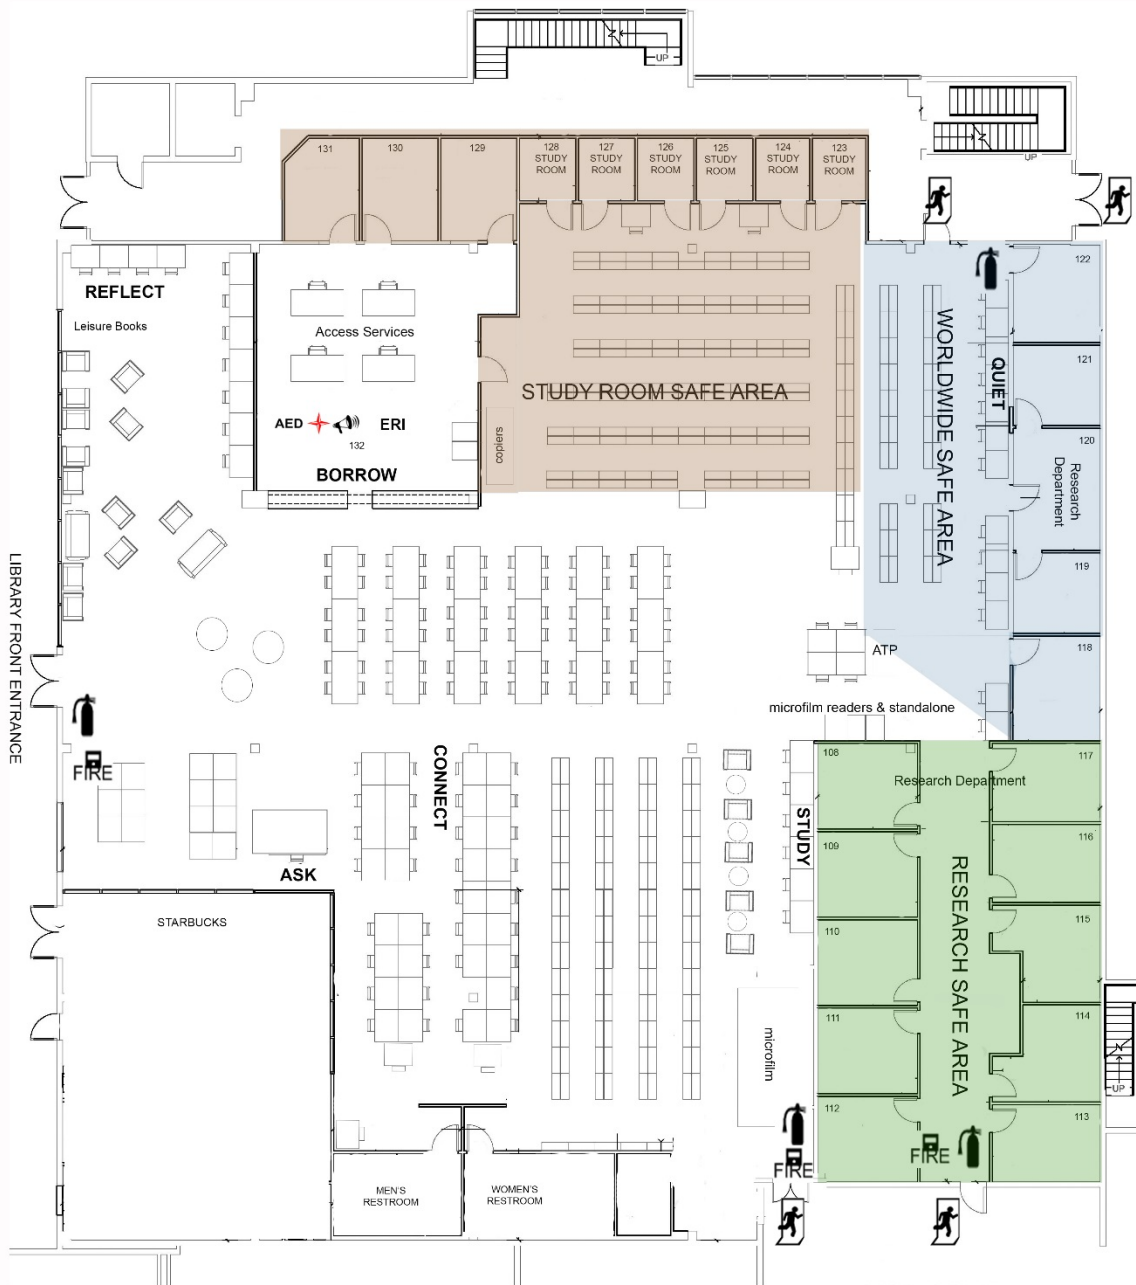 UP
UP
131
130
129
128
STUDY
ROOM
127
STUDY
ROOM
126
STUDY
ROOM
125
STUDY
ROOM
124
STUDY
ROOM
123
STUDY
ROOM
REFLECT
Leisure Books
Access Services
AED
ERI
132
BORROW
copiers
STUDY ROOM SAFE AREA
WORLDWIDE SAFE AREA
QUIET
122
121
120
Research
Department
119
118
LIBRARY FRONT ENTRANCE
ATP
microfilm readers & standalone
FIRE
CONNECT
ASK
STUDY
108
Research Department
117
109
116
110
115
RESEARCH SAFE AREA
111
114
112
113
UP
STARBUCKS
microfilm
FIRE
FIRE
MEN'S
RESTROOM
WOMEN'S
RESTROOM